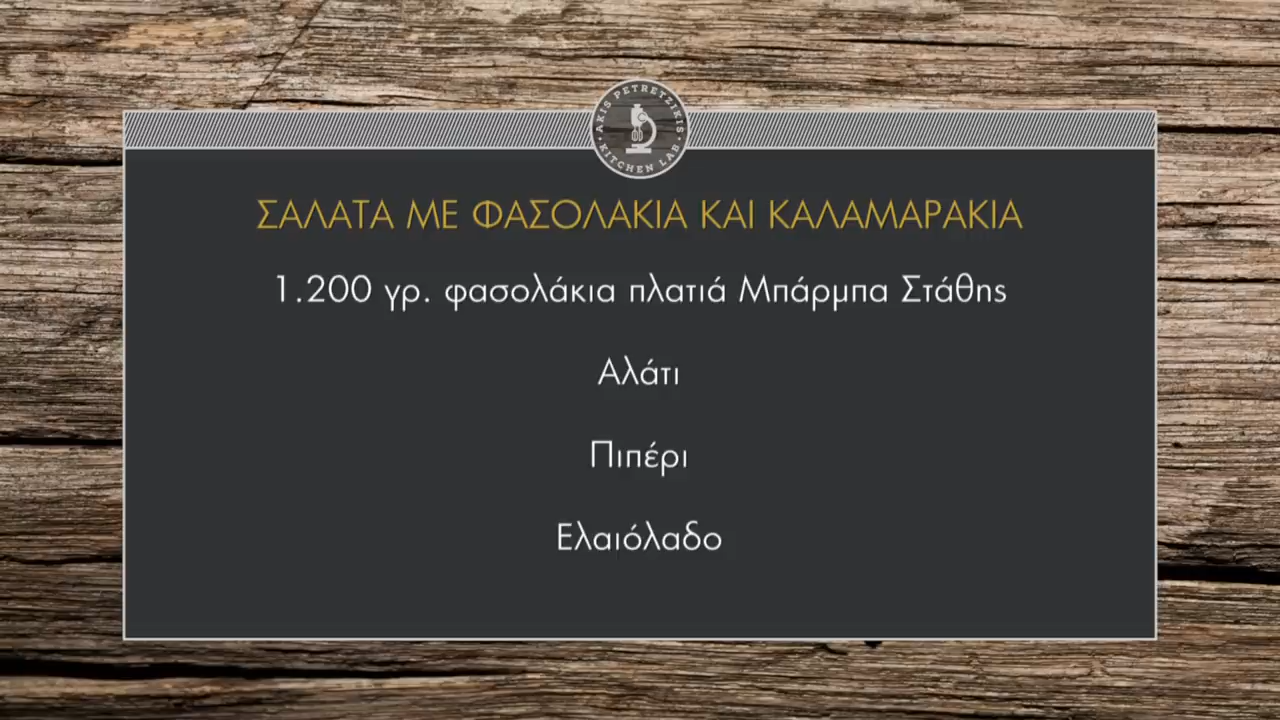 AKIS PETRETZIKIS
KITCHEN LAB
ΣΑΛΑΤΑ ΜΕ ΦΑΣΟΛΑΚΙΑ ΚΑΙ ΚΑΛΑΜΑΡΑΚΙΑ
1.200 γρ. φασολάκια πλατιά Μπάρμπα Στάθης
Αλάτι
Πιπέρι
Ελαιόλαδο